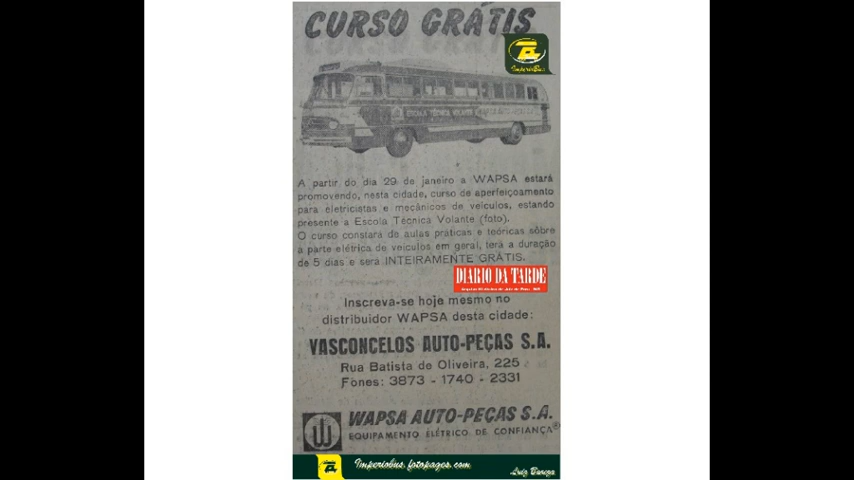 CURSO GRÁTIS
ImperioBus
ESCOLA TÉCNICA VOLANTE
A partir do dia 29 de janeiro a WAPSA estará
promovendo, nesta cidade, curso de aperfeiçoamento
para eletricistas e mecânicos de veículos, estando
presente a Escola Técnica Volante (foto).
O curso constará de aulas práticas e teóricas sôbre
a parte elétrica de veículos em geral, terá a duração
de 5 dias e será INTEIRAMENTE GRÁTIS.
DIARIO DA TARDE
Inscreva-se hoje mesmo no
distribuidor WAPSA desta cidade:
VASCONCELOS AUTO-PEÇAS S.A.
Rua Batista de Oliveira, 225
Fones: 3873 - 1740 - 2331
WAPSA AUTO-PEÇAS S.A.
EQUIPAMENTO ELÉTRICO DE CONFIANÇA
Imperiobus.fotopages.com